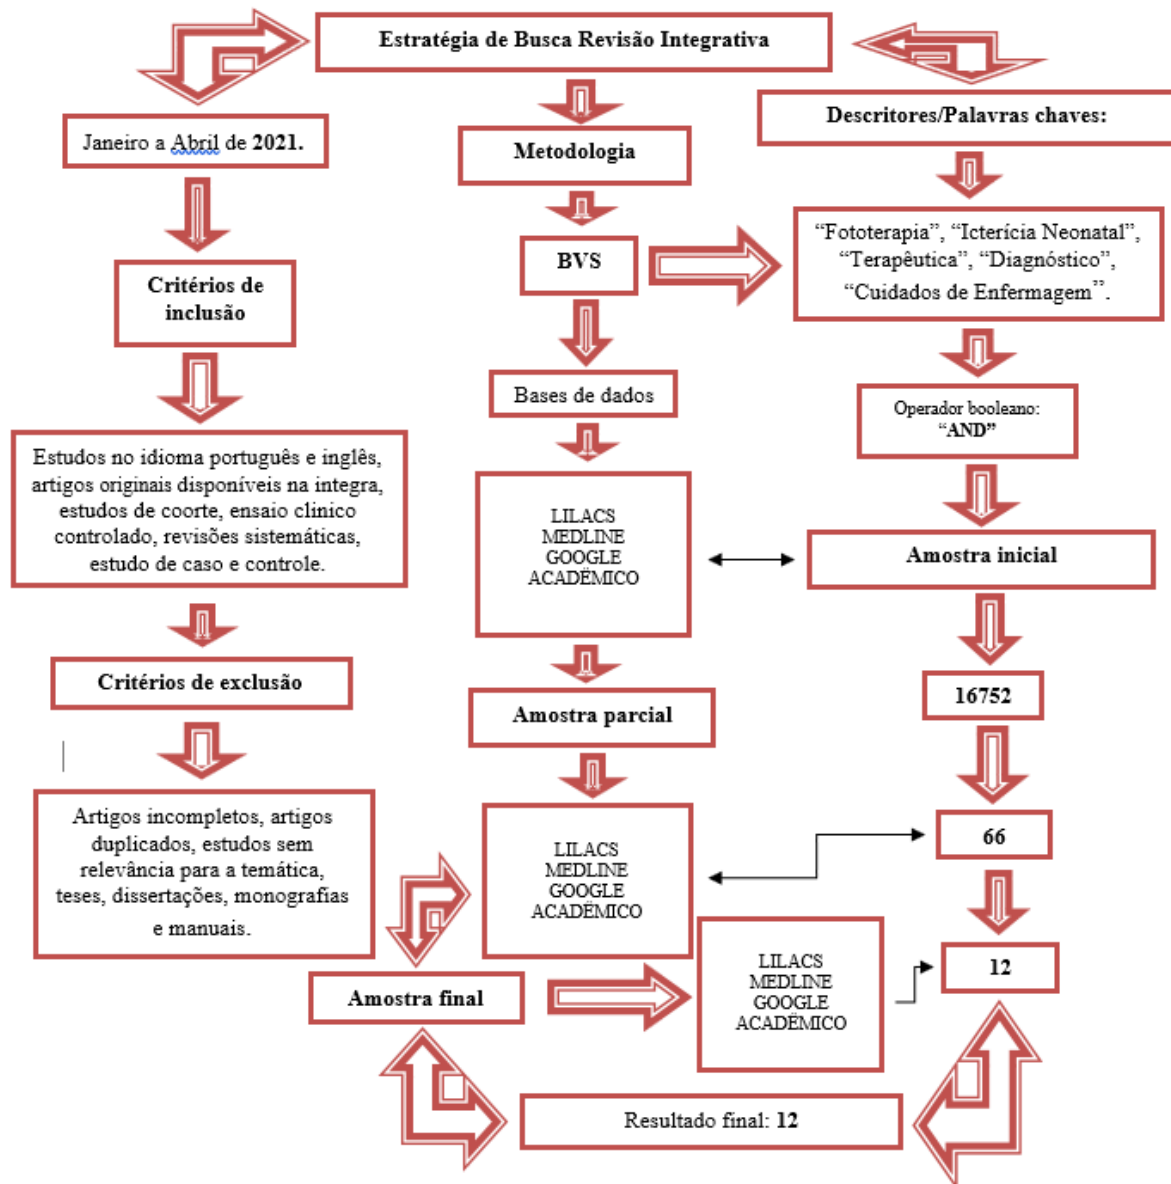 Estratégia de Busca Revisão Integrativa
Janeiro a Abril de 2021.
Critérios de
inclusão
Estudos no idioma português e inglês,
artigos originais disponíveis na integra,
estudos de coorte, ensaio clinico
controlado, revisões sistemáticas,
estudo de caso e controle.
Critérios de exclusão
Artigos incompletos, artigos
duplicados, estudos sem
relevância para a temática,
teses, dissertações, monografias
e manuais.
Metodologia
BVS
Bases de dados
LILACS
MEDLINE
GOOGLE
ACADËMICO
Amostra parcial
LILACS
MEDLINE
GOOGLE
ACADËMICO
Amostra final
LILACS
MEDLINE
GOOGLE
ACADËMICO
Descritores/Palavras chaves:
“Fototerapia”, “Icterícia Neonatal”,
“Terapêutica”, “Diagnóstico”,
“Cuidados de Enfermagem”.
Operador booleano:
“AND”
Amostra inicial
16752
66
12
Resultado final: 12